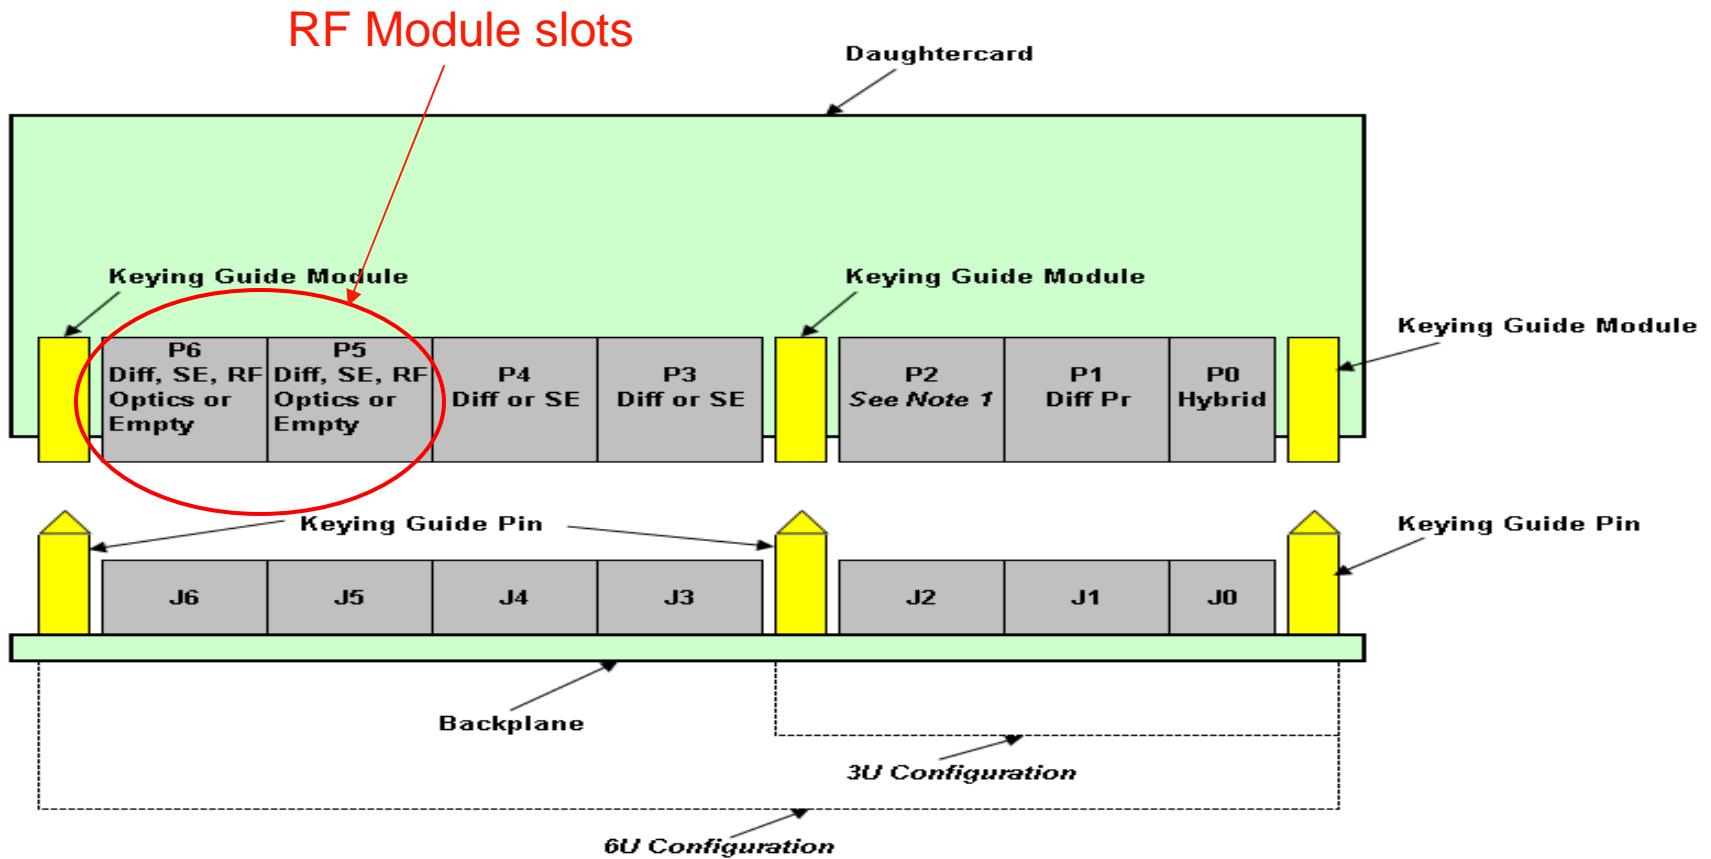 RF Module slots
Daughtercard
Keying Guide Module
Keying Guide Module
Keying Guide Module
P6
Diff, SE, RF
Optics or
Empty
P5
Diff, SE, RF
Optics or
Empty
P4
Diff or SE
P3
Diff or SE
P2
See Note 1
P1
Diff Pr
P0
Hybrid
Keying Guide Pin
Keying Guide Pin
J6
J5
J4
J3
J2
J1
J0
Backplane
3U Configuration
6U Configuration